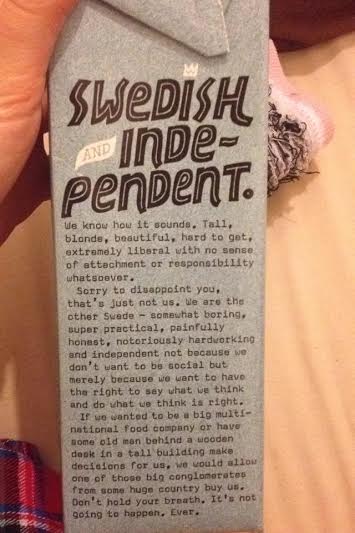 SWEDISH
AND INDE-
PENDENT.
We know how it sounds. Tall,
blonde, beautiful, hard to get,
extremely liberal with no sense
of attachment or responsibility
whatsoever.
Sorry to disappoint you,
that's just not us. We are the
other Swede – somewhat boring,
super practical, painfully
honest, notoriously hardworking
and independent not because we
don't want to be social but
merely because we want to have
the right to say what we think
and do what we think is right.
If we wanted to be a big multi-
national food company or have
some old man behind a wooden
desk in a tall building make
decisions for us, we would allow
one of those big conglomerates
from some huge country buy us.
Don't hold your breath. It's not
going to happen. Ever.